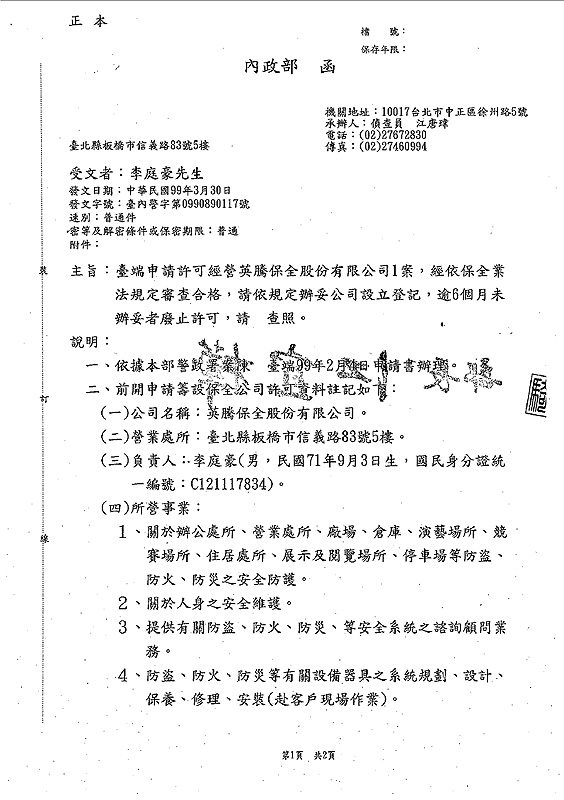 正本
檔　　號：
保存年限：
內政部　函
機關地址：10017台北市中正區徐州路5號
承辦人：偵查員　江唐瑋
電話：(02)27672830
傳真：(02)27460994
臺北縣板橋市信義路83號5樓
受文者：李庭豪先生
發文日期：中華民國99年3月30日
發文字號：臺內警字第0990890117號
速別：普通件
密等及解密條件或保密期限：普通
附件：
主旨：臺端申請許可經營英騰保全股份有限公司1案，經依保全業
法規定審查合格，請依規定辦妥公司設立登記，逾6個月未
辦妥者廢止許可，請　查照。
說明：
一、依據本部警政署案陳　臺端99年2月4日申請書辦理。
二、前開申請籌設保全公司許可資料註記如下：
(一)公司名稱：英騰保全股份有限公司。
(二)營業處所：臺北縣板橋市信義路83號5樓。
(三)負責人：李庭豪(男，民國71年9月3日生，國民身分證統
一編號：C121117834)。
(四)所營事業：
1、關於辦公處所、營業處所、廠場、倉庫、演藝場所、競
賽場所、住居處所、展示及閱覽場所、停車場等防盜、
防火、防災之安全防護。
2、關於人身之安全維護。
3、提供有關防盜、防火、防災、等安全系統之諮詢顧問業
務。
4、防盜、防火、防災等有關設備器具之系統規劃、設計、
保養、修理、安裝(赴客戶現場作業)。
裝
訂
線
第1頁　共2頁